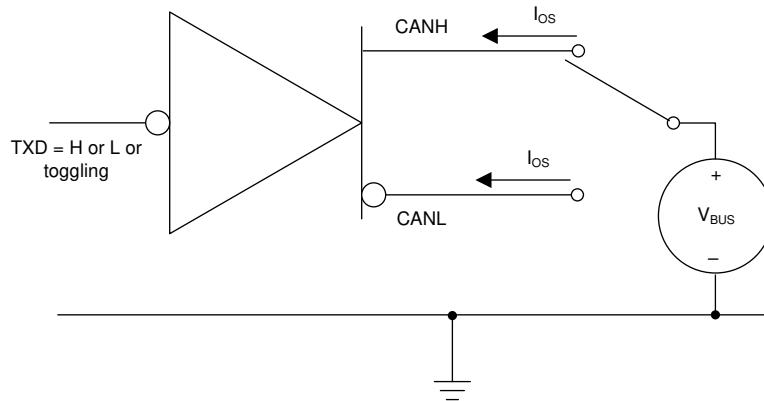 CANH
I_OS
TXD = H or L or
toggling
I_OS
CANL
+
V_BUS
–